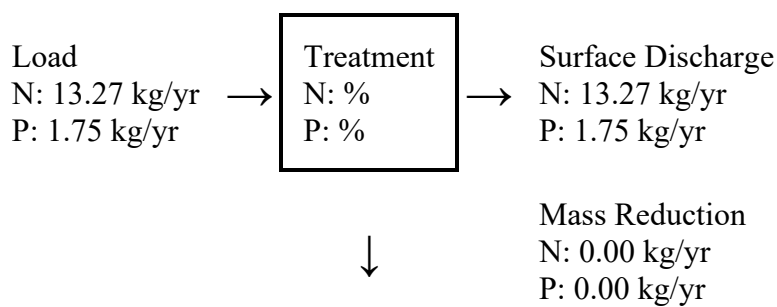 Load
N: 13.27 kg/yr
P: 1.75 kg/yr
→
Treatment
N: %
P: %
→
Surface Discharge
N: 13.27 kg/yr
P: 1.75 kg/yr
↓
Mass Reduction
N: 0.00 kg/yr
P: 0.00 kg/yr